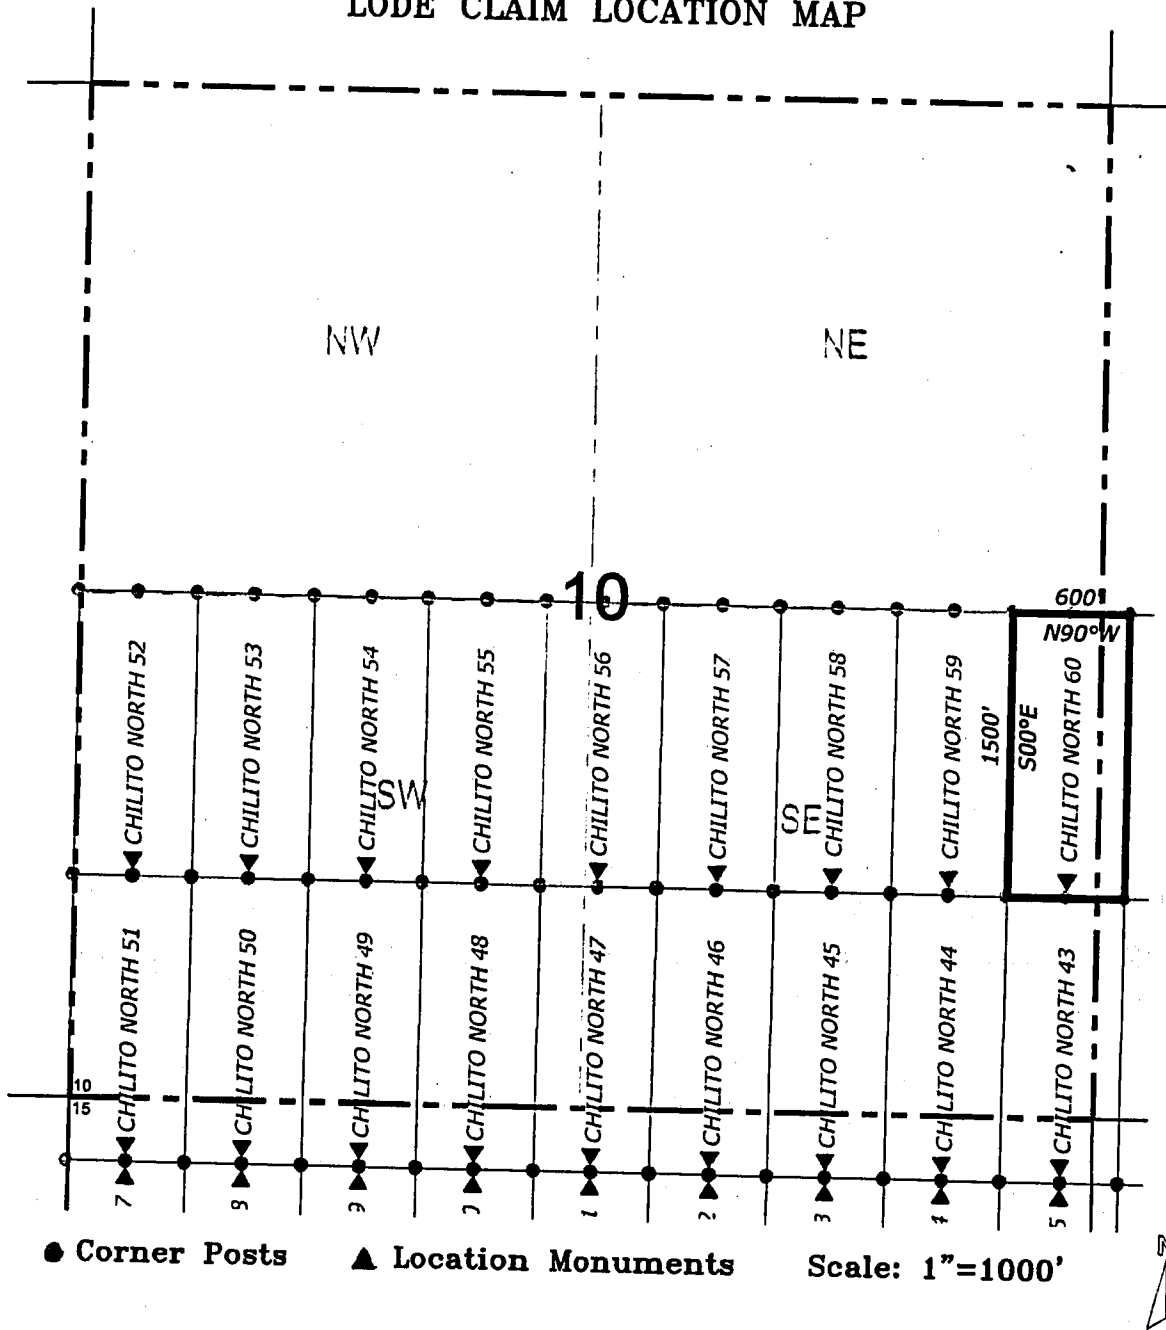 LODE CLAIM LOCATION MAP
NW
NE
10
600'
N90°W
1500'
S00°E
CHILITO NORTH 52
CHILITO NORTH 53
CHILITO NORTH 54
CHILITO NORTH 55
CHILITO NORTH 56
CHILITO NORTH 57
CHILITO NORTH 58
CHILITO NORTH 59
CHILITO NORTH 60
SW
SE
CHILITO NORTH 51
CHILITO NORTH 50
CHILITO NORTH 49
CHILITO NORTH 48
CHILITO NORTH 47
CHILITO NORTH 46
CHILITO NORTH 45
CHILITO NORTH 44
CHILITO NORTH 43
10
15
7
3
5
Corner Posts
Location Monuments
Scale: 1"=1000'